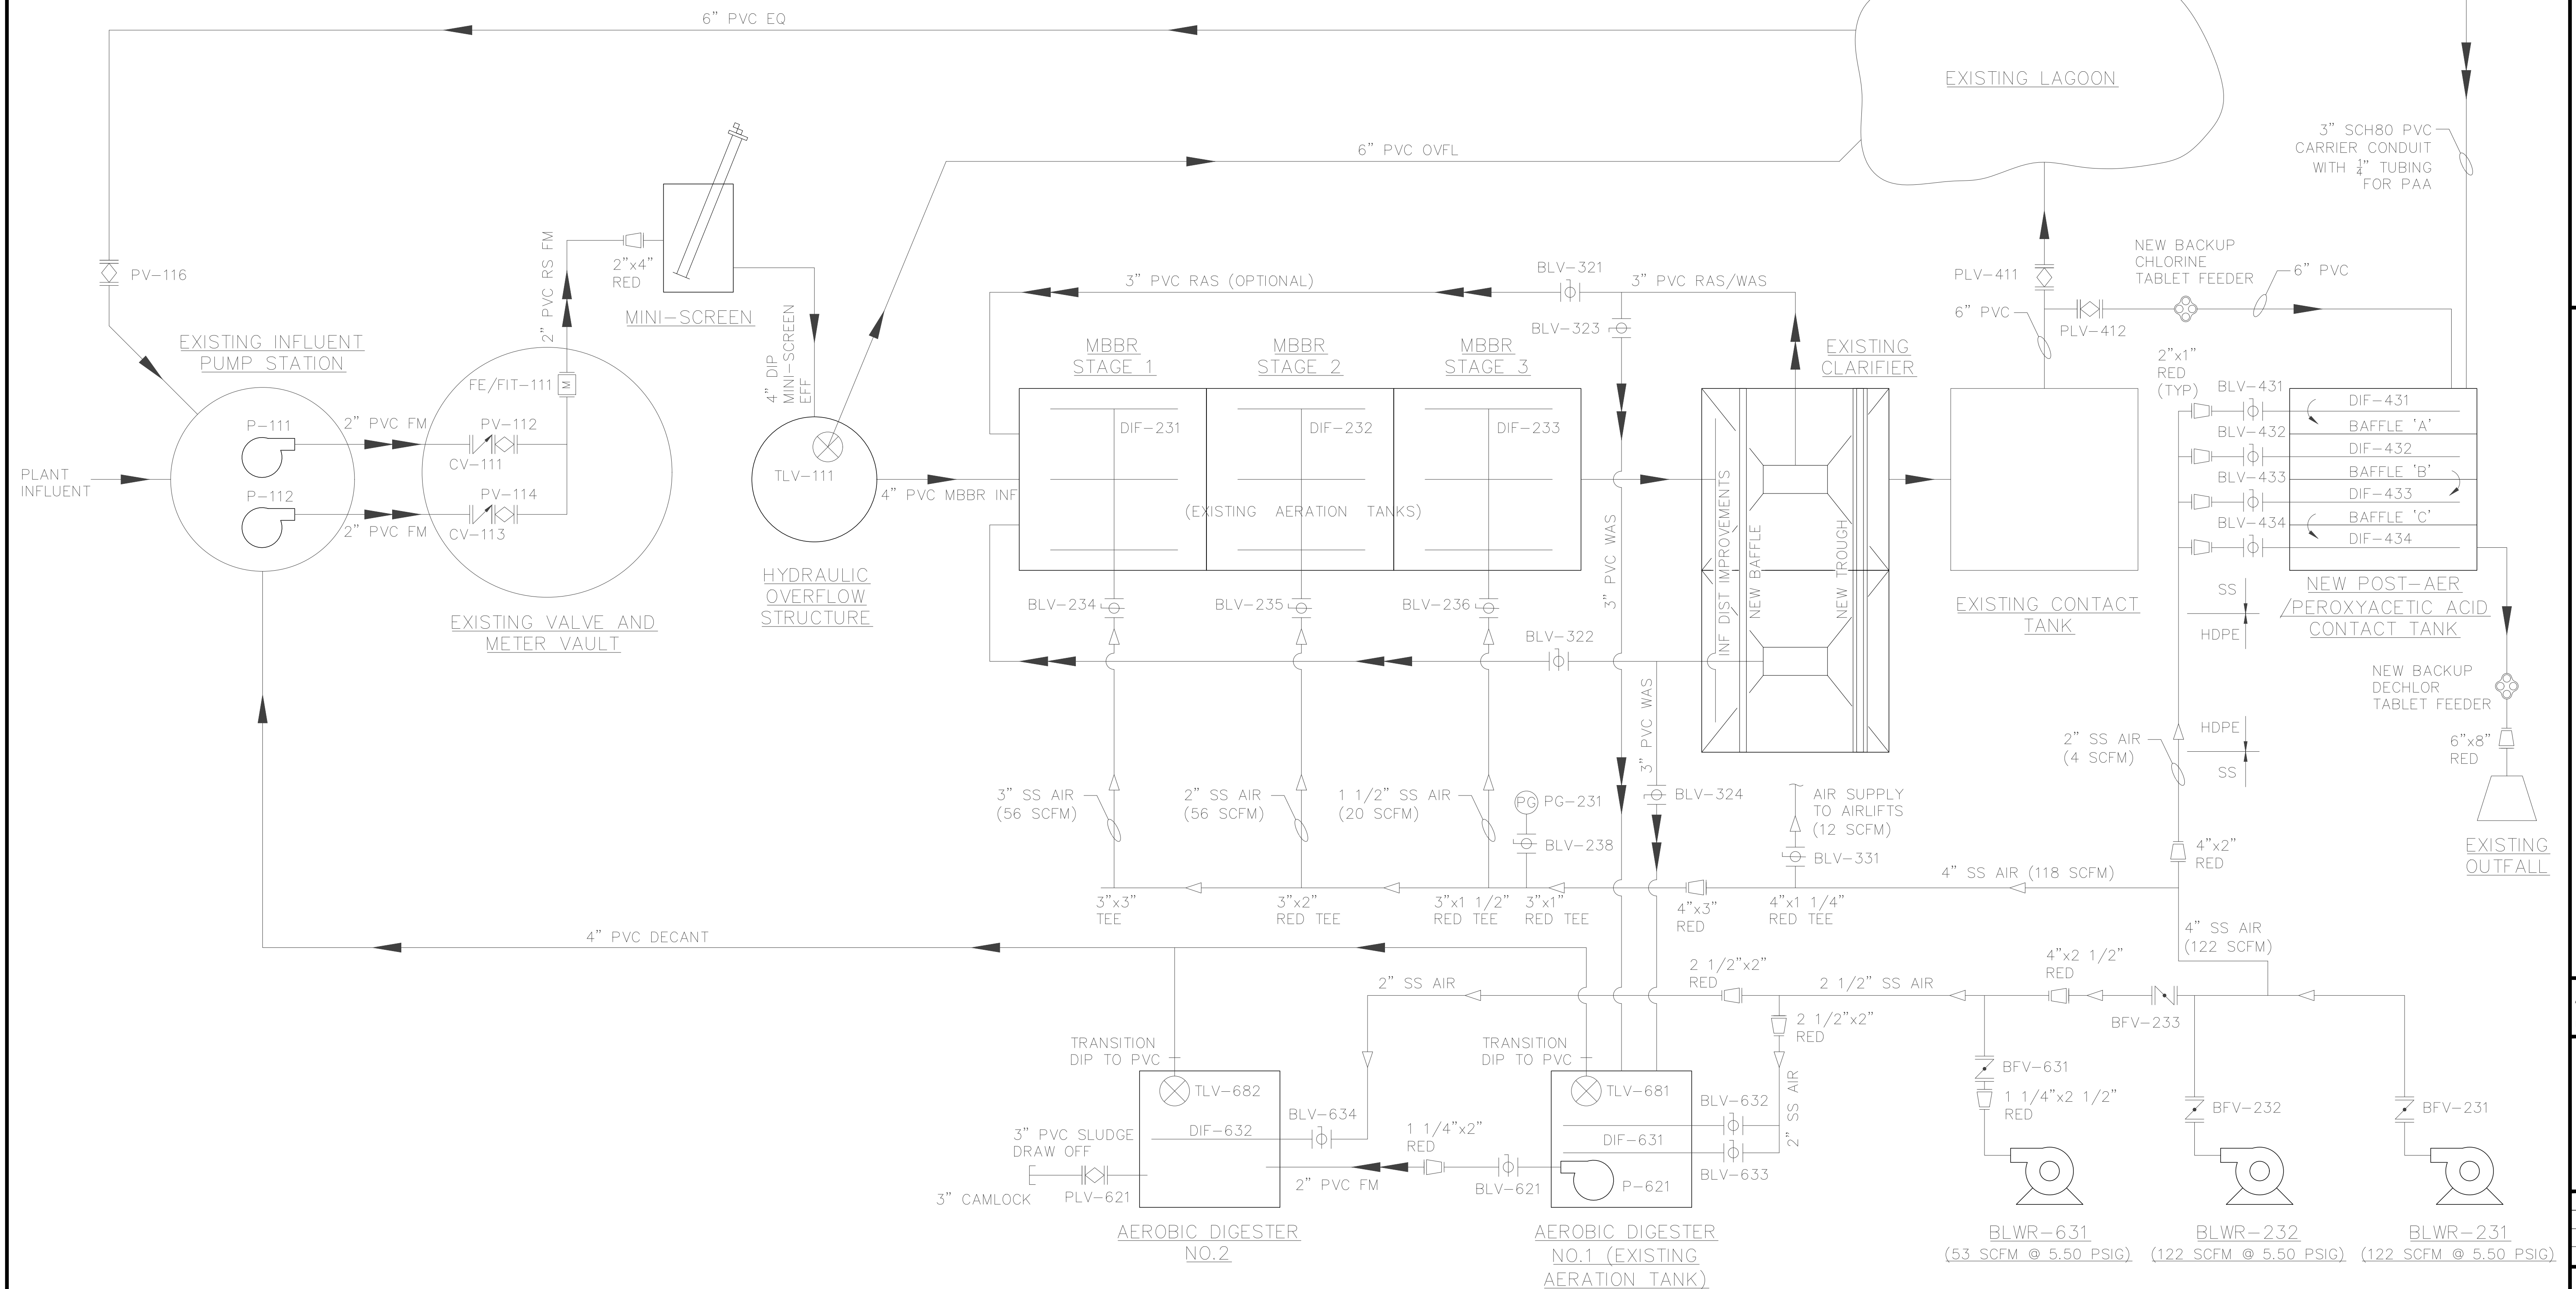 6" PVC EQ
EXISTING LAGOON
3" SCH80 PVC
CARRIER CONDUIT
WITH 1/4" TUBING
FOR PAA
6" PVC OVFL
PV-116
2" PVC RS FM
2"x4"
RED
MINI-SCREEN
4" DIP
MINI-SCREEN
EFF
EXISTING INFLUENT
PUMP STATION
FE/FIT-111
M
P-111
2" PVC FM
PV-112
CV-111
P-112
2" PVC FM
PV-114
CV-113
PLANT
INFLUENT
EXISTING VALVE AND
METER VAULT
TLV-111
HYDRAULIC
OVERFLOW
STRUCTURE
4" PVC MBBR INF
3" PVC RAS (OPTIONAL)
BLV-321
3" PVC RAS/WAS
BLV-323
MBBR
STAGE 1
MBBR
STAGE 2
MBBR
STAGE 3
DIF-231
DIF-232
DIF-233
(EXISTING AERATION TANKS)
BLV-234
BLV-235
BLV-236
BLV-322
3" PVC WAS
3" PVC WAS
EXISTING
CLARIFIER
INF DIST IMPROVEMENTS
NEW BAFFLE
NEW TROUGH
PLV-411
6" PVC
PLV-412
NEW BACKUP
CHLORINE
TABLET FEEDER
6" PVC
EXISTING CONTACT
TANK
2"x1"
RED
(TYP)
BLV-431
BLV-432
BLV-433
BLV-434
DIF-431
BAFFLE 'A'
DIF-432
BAFFLE 'B'
DIF-433
BAFFLE 'C'
DIF-434
NEW POST-AER
/PEROXYACETIC ACID
CONTACT TANK
SS
HDPE
HDPE
SS
NEW BACKUP
DECHLOR
TABLET FEEDER
6"x8"
RED
EXISTING
OUTFALL
2" SS AIR
(4 SCFM)
4"x2"
RED
3" SS AIR
(56 SCFM)
2" SS AIR
(56 SCFM)
1 1/2" SS AIR
(20 SCFM)
PG
PG-231
BLV-238
BLV-324
AIR SUPPLY
TO AIRLIFTS
(12 SCFM)
BLV-331
4" SS AIR (118 SCFM)
3"x3"
TEE
3"x2"
RED TEE
3"x1 1/2"
RED TEE
3"x1"
RED TEE
4"x3"
RED
4"x1 1/4"
RED TEE
4" SS AIR
(122 SCFM)
4" PVC DECANT
2" SS AIR
2 1/2"x2"
RED
2 1/2" SS AIR
4"x2 1/2"
RED
BFV-233
2 1/2"x2"
RED
2" SS AIR
TRANSITION
DIP TO PVC
TRANSITION
DIP TO PVC
TLV-682
TLV-681
BLV-634
DIF-632
BLV-632
DIF-631
BLV-633
1 1/4"x2"
RED
2" PVC FM
BLV-621
P-621
3" PVC SLUDGE
DRAW OFF
3" CAMLOCK
PLV-621
BFV-631
1 1/4"x2 1/2"
RED
BFV-232
BFV-231
AEROBIC DIGESTER
NO.2
AEROBIC DIGESTER
NO.1 (EXISTING
AERATION TANK)
BLWR-631
(53 SCFM @ 5.50 PSIG)
BLWR-232
(122 SCFM @ 5.50 PSIG)
BLWR-231
(122 SCFM @ 5.50 PSIG)